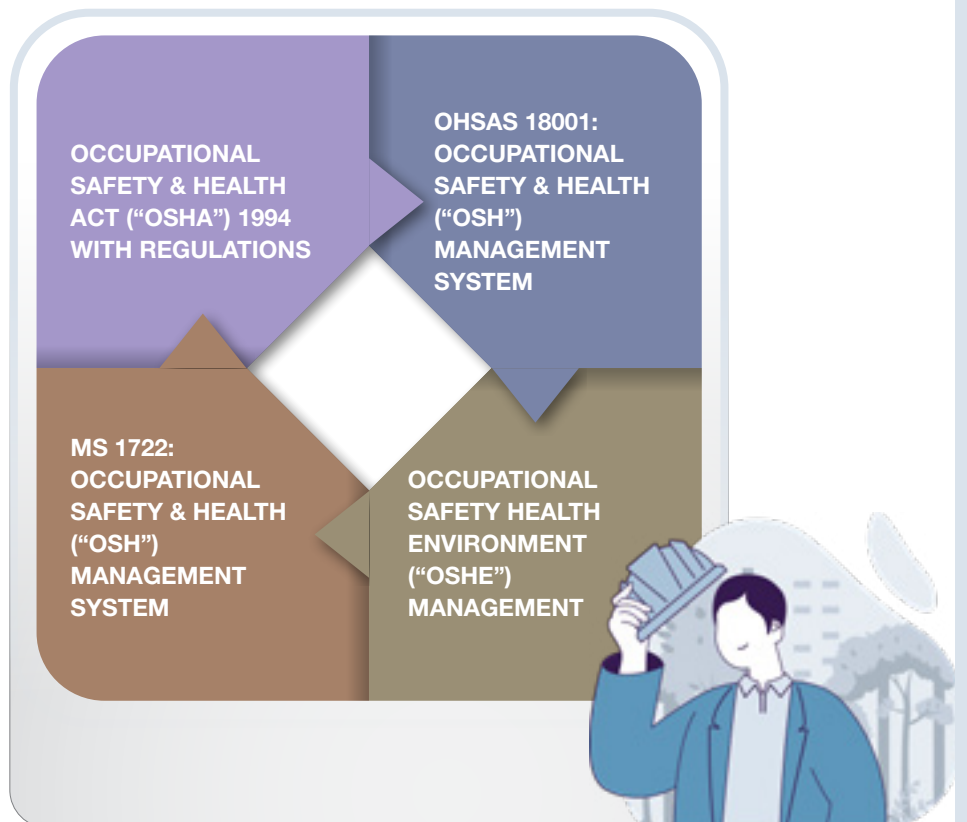 OCCUPATIONAL
SAFETY & HEALTH
ACT (“OSHA”) 1994
WITH REGULATIONS
OHSAS 18001:
OCCUPATIONAL
SAFETY & HEALTH
(“OSH”)
MANAGEMENT
SYSTEM
MS 1722:
OCCUPATIONAL
SAFETY & HEALTH
(“OSH”)
MANAGEMENT
SYSTEM
OCCUPATIONAL
SAFETY HEALTH
ENVIRONMENT
(“OSHE”)
MANAGEMENT